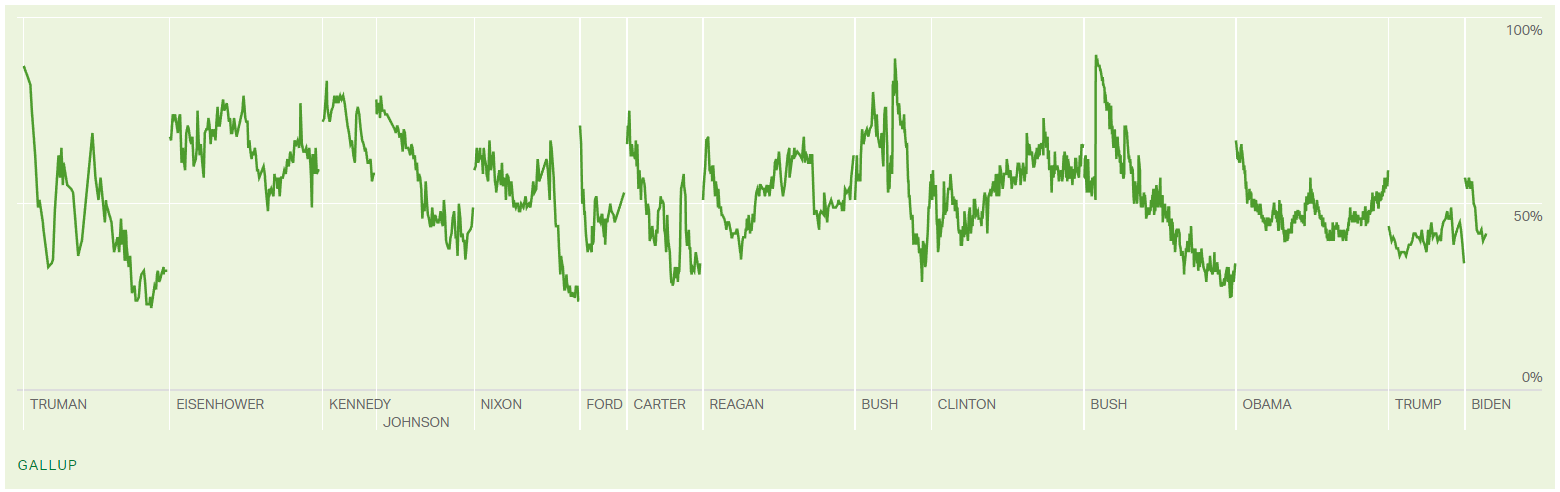 100%
50%
0%
TRUMAN EISENHOWER KENNEDY NIXON FORD CARTER REAGAN BUSH CLINTON BUSH OBAMA TRUMP BIDEN
JOHNSON
GALLUP